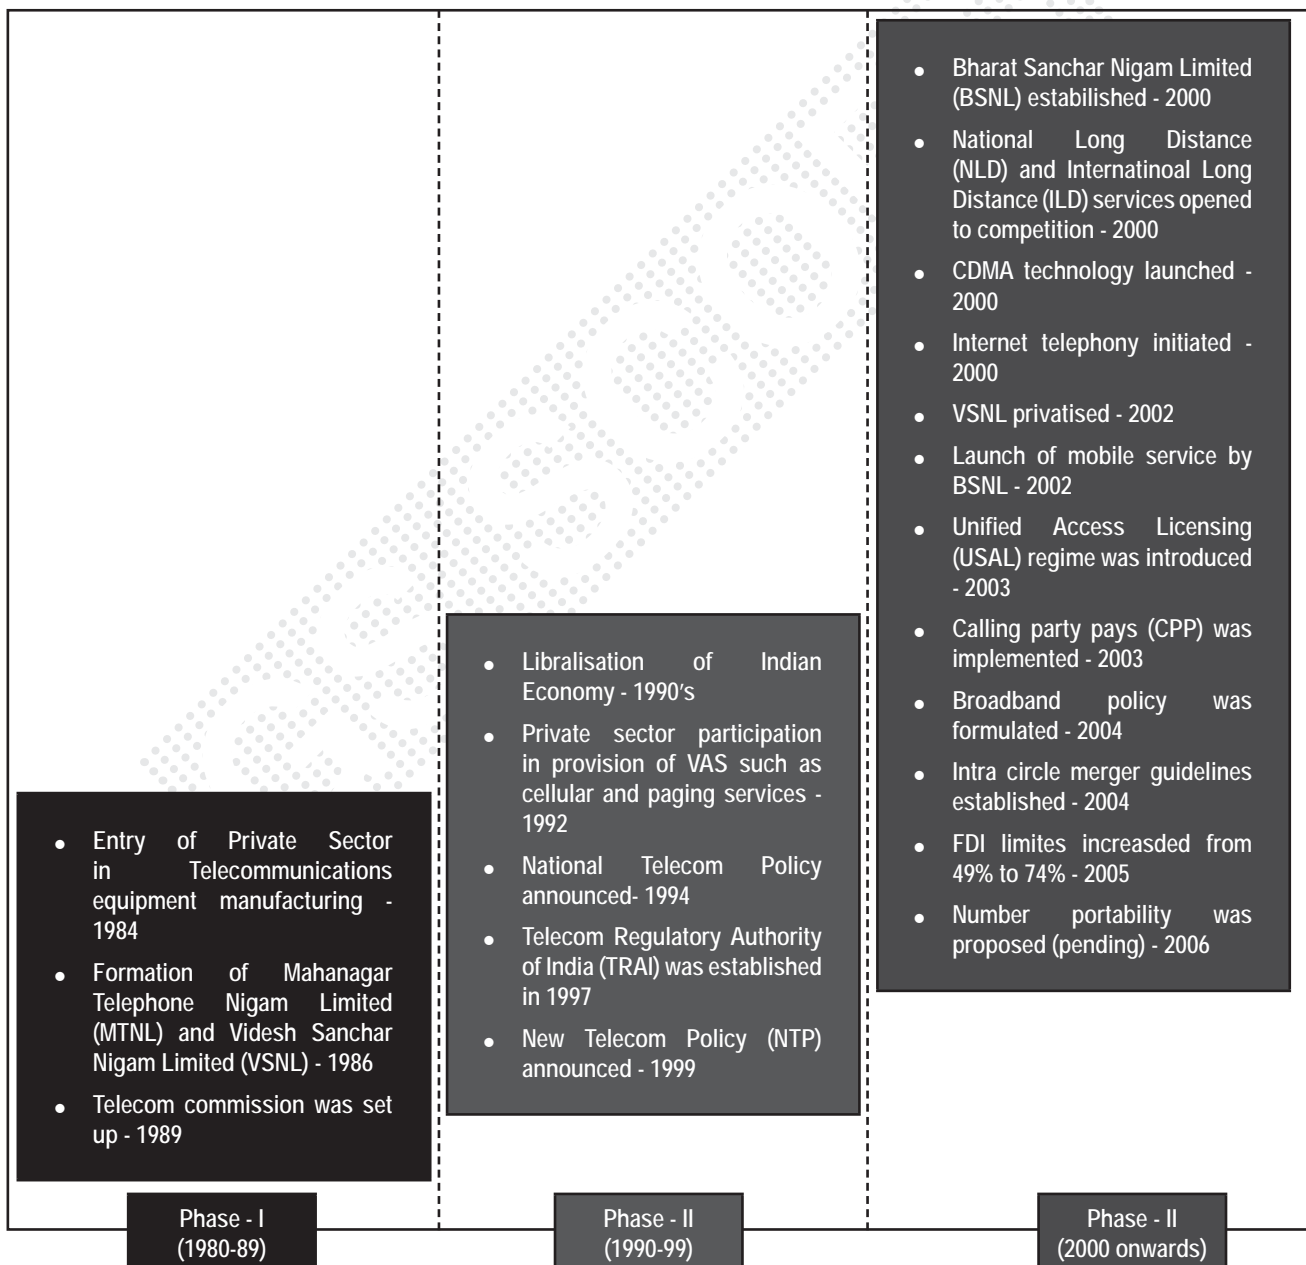 Entry of Private Sector
in Telecommunications
equipment manufacturing -
1984
Formation of Mahanagar
Telephone Nigam Limited
(MTNL) and Videsh Sanchar
Nigam Limited (VSNL) - 1986
Telecom commission was set
up - 1989
Phase - I
(1980-89)
Libralisation of Indian
Economy - 1990's
Private sector participation
in provision of VAS such as
cellular and paging services -
1992
National Telecom Policy
announced- 1994
Telecom Regulatory Authority
of India (TRAI) was established
in 1997
New Telecom Policy (NTP)
announced - 1999
Phase - II
(1990-99)
Bharat Sanchar Nigam Limited
(BSNL) estabilished - 2000
National Long Distance
(NLD) and Internatinoal Long
Distance (ILD) services opened
to competition - 2000
CDMA technology launched -
2000
Internet telephony initiated -
2000
VSNL privatised - 2002
Launch of mobile service by
BSNL - 2002
Unified Access Licensing
(USAL) regime was introduced
- 2003
Calling party pays (CPP) was
implemented - 2003
Broadband policy was
formulated - 2004
Intra circle merger guidelines
established - 2004
FDI limites increasded from
49% to 74% - 2005
Number portability was
proposed (pending) - 2006
Phase - II
(2000 onwards)